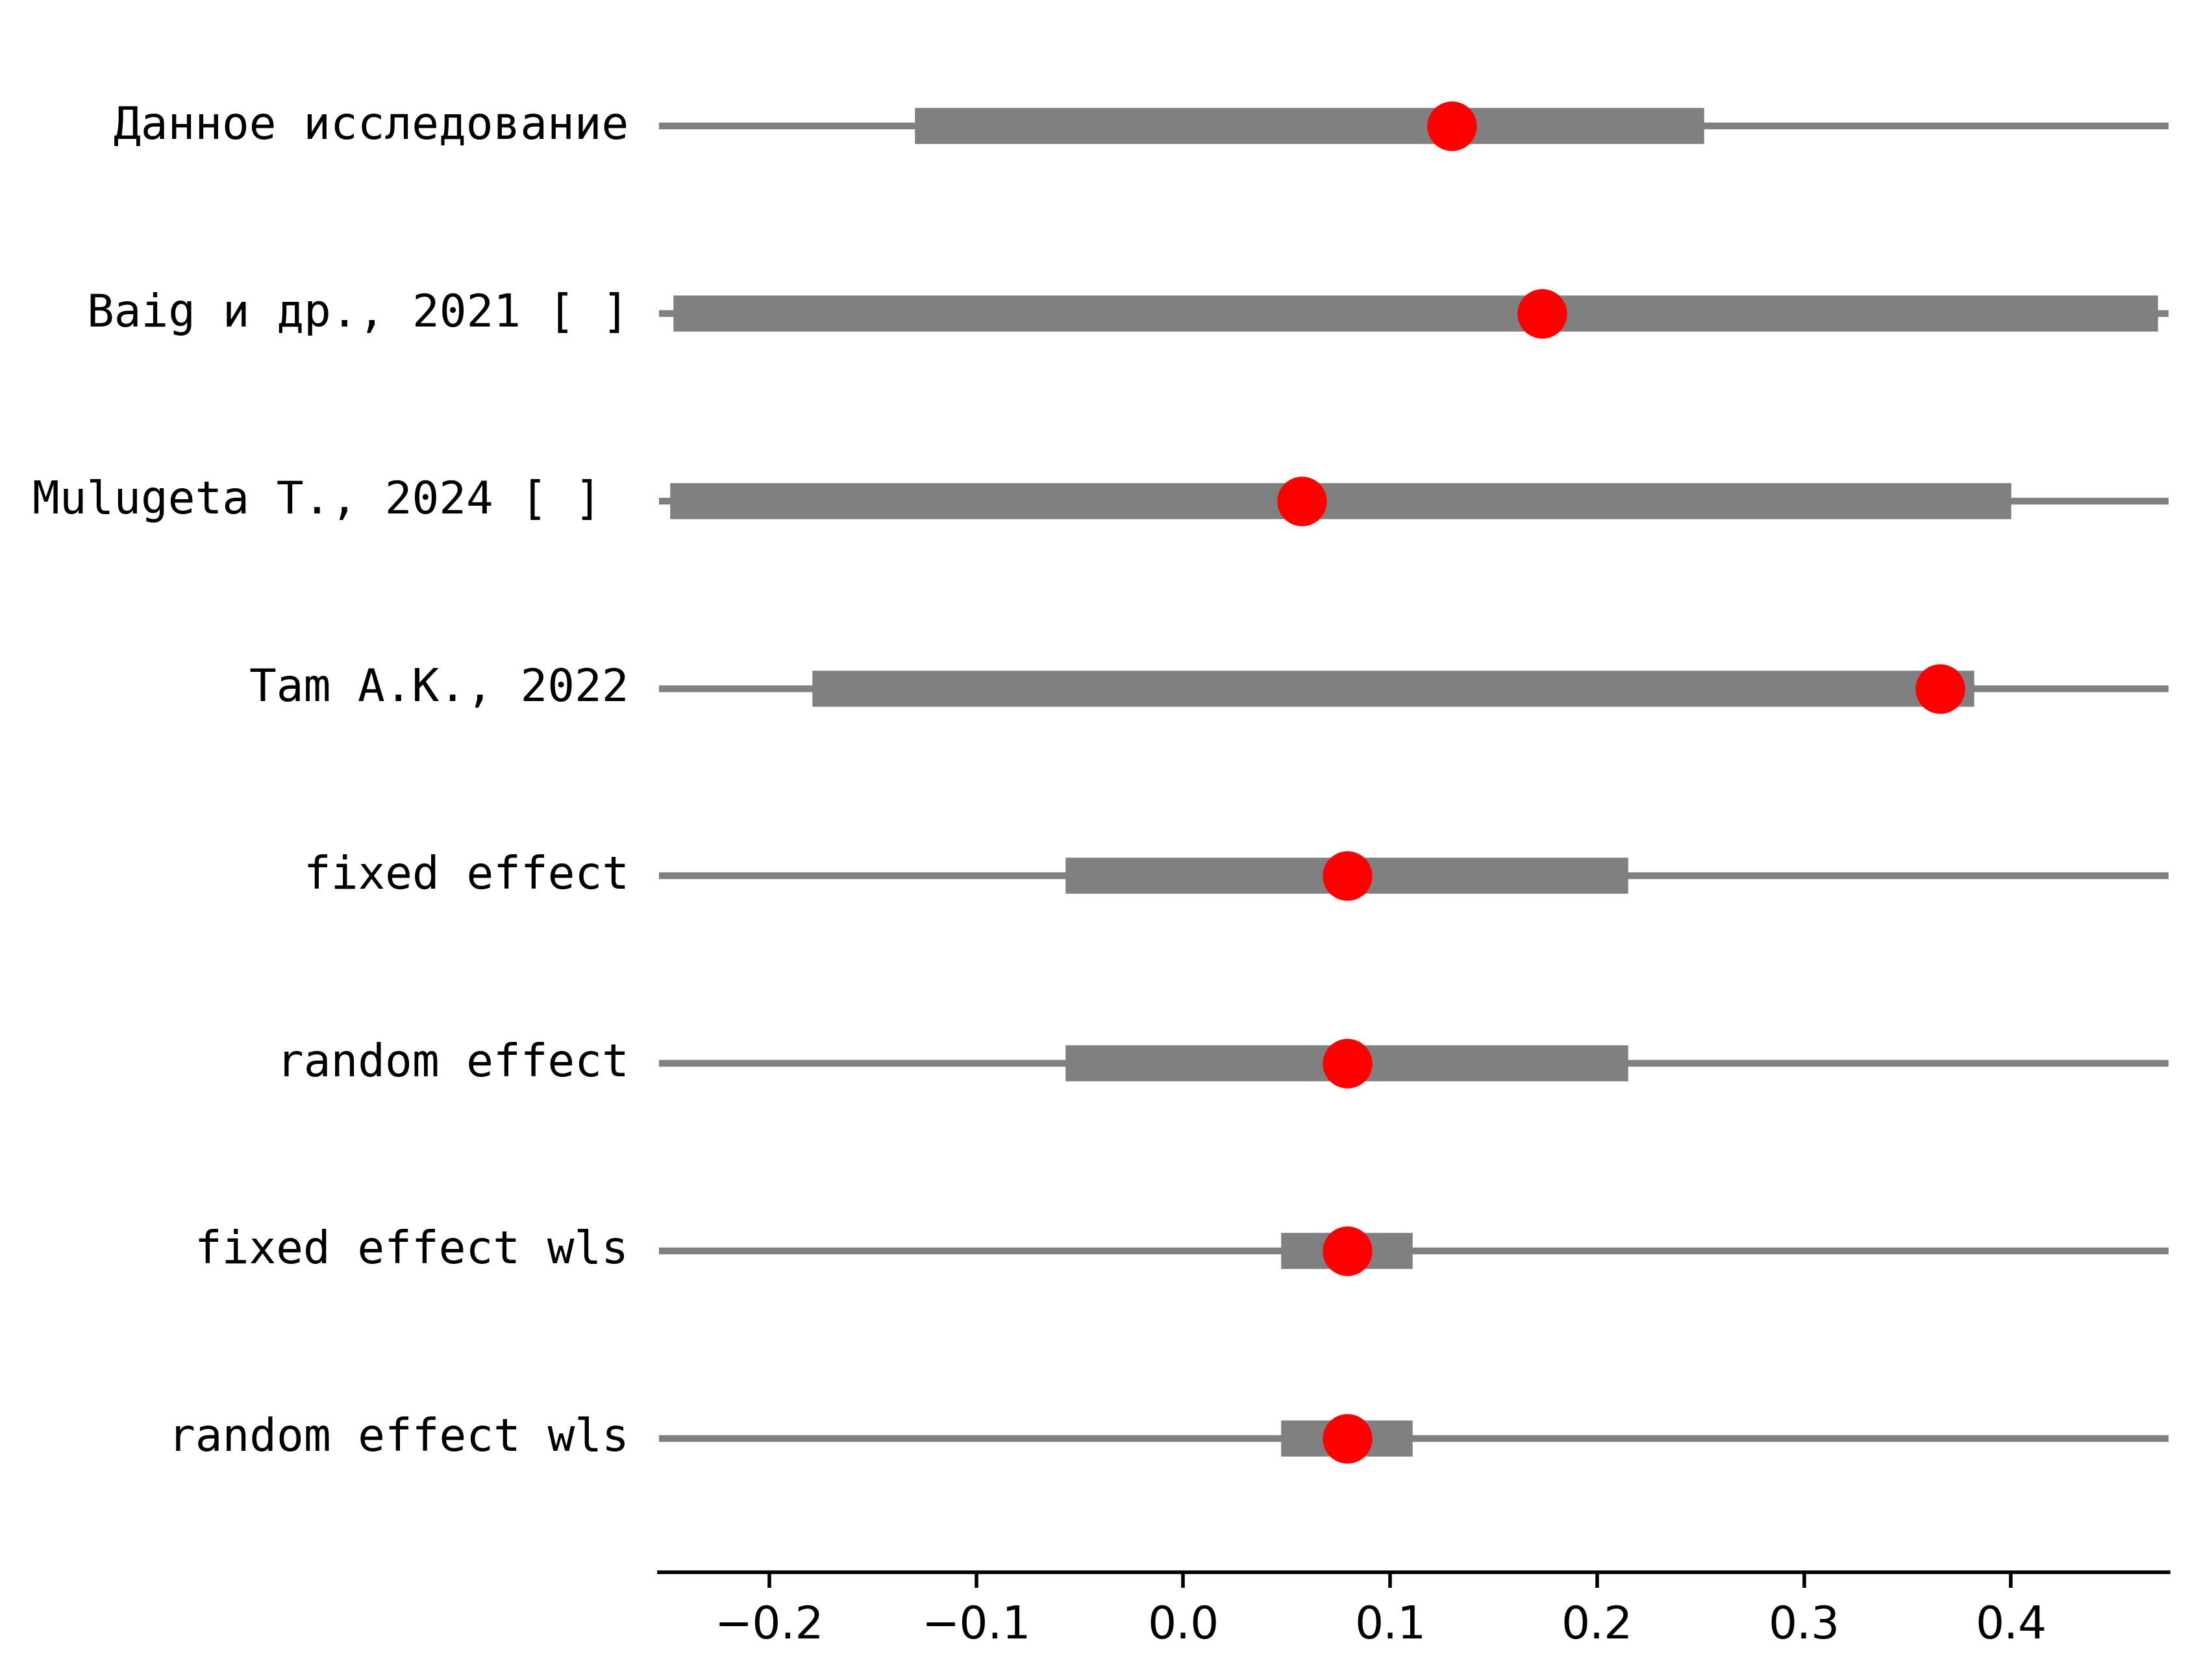 Данное исследование
Baig и др., 2021 [ ]
Mulugeta T., 2024 [ ]
Там А.К., 2022
fixed effect
random effect
fixed effect wls
random effect wls
−0.2 −0.1 0.0 0.1 0.2 0.3 0.4